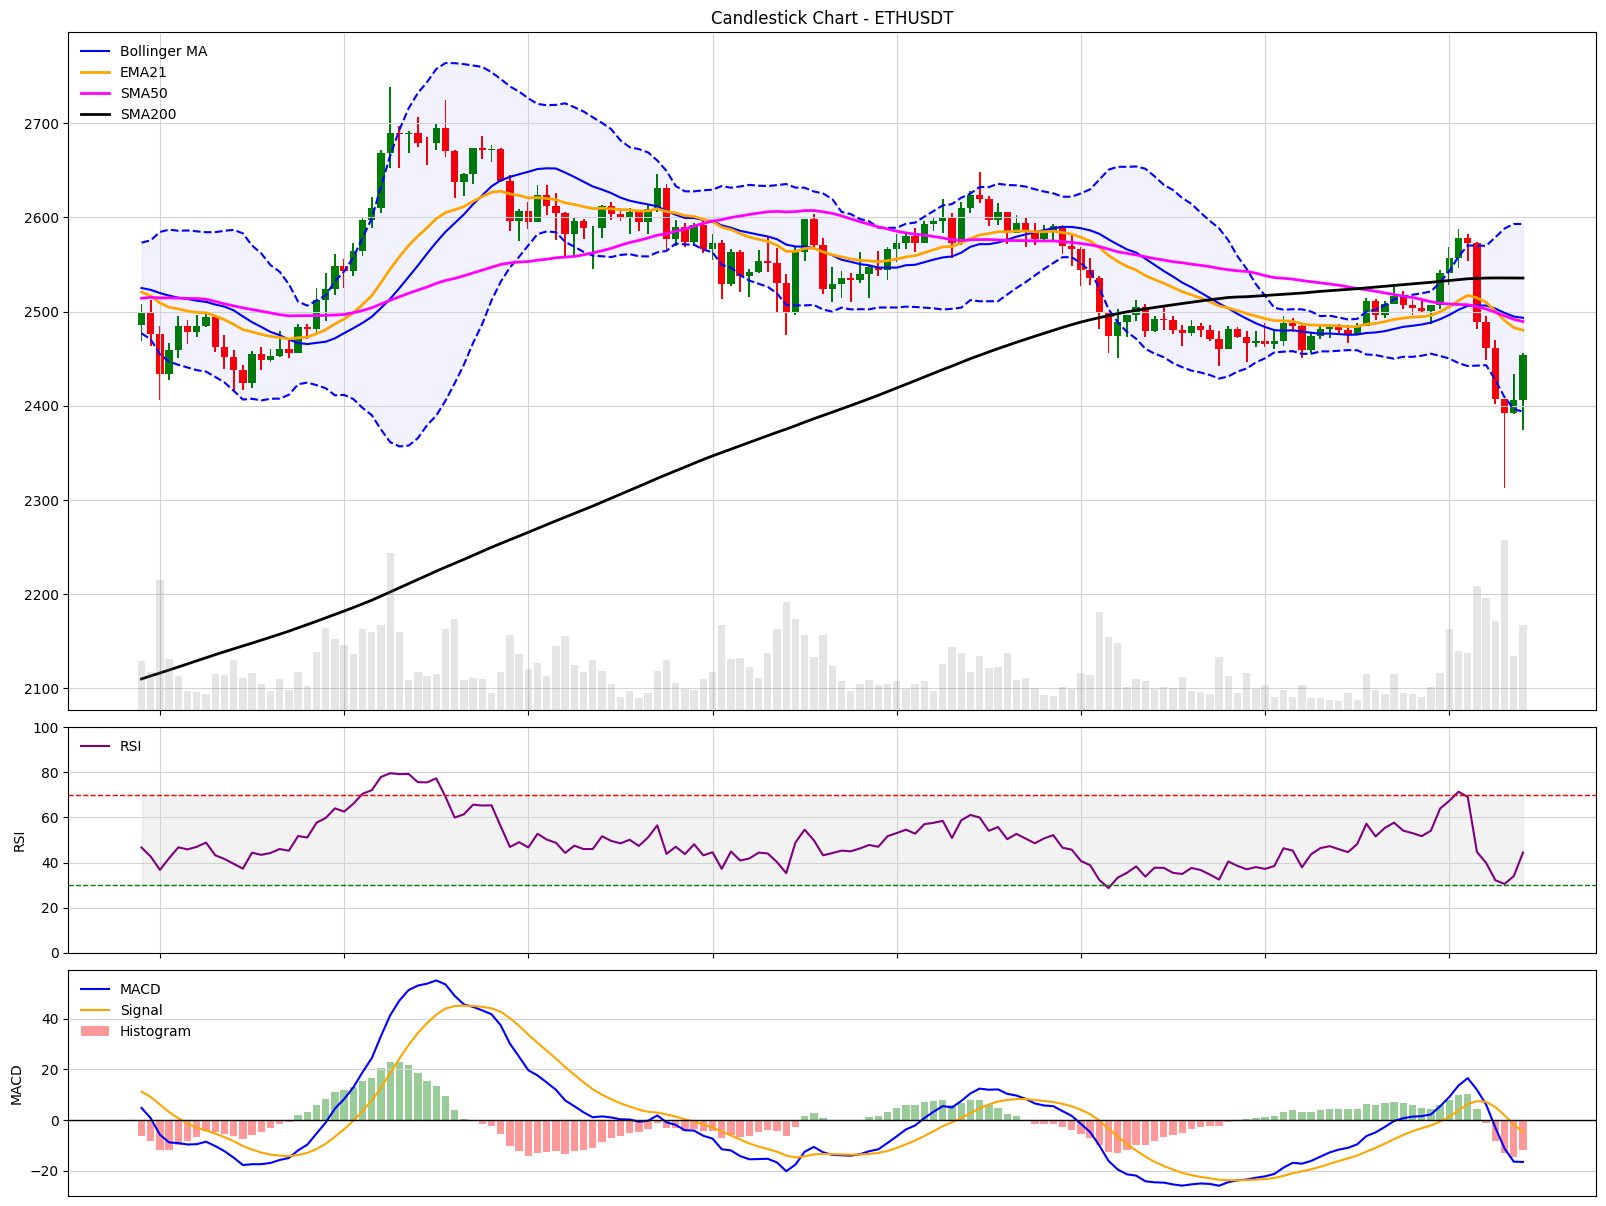 Candlestick Chart - ETHUSDT
Bollinger MA
EMA21
SMA50
SMA200
2700
2600
2500
2400
2300
2200
2100
RSI
100
80
60
40
20
0
RSI
MACD
Signal
Histogram
40
20
0
−20
MACD